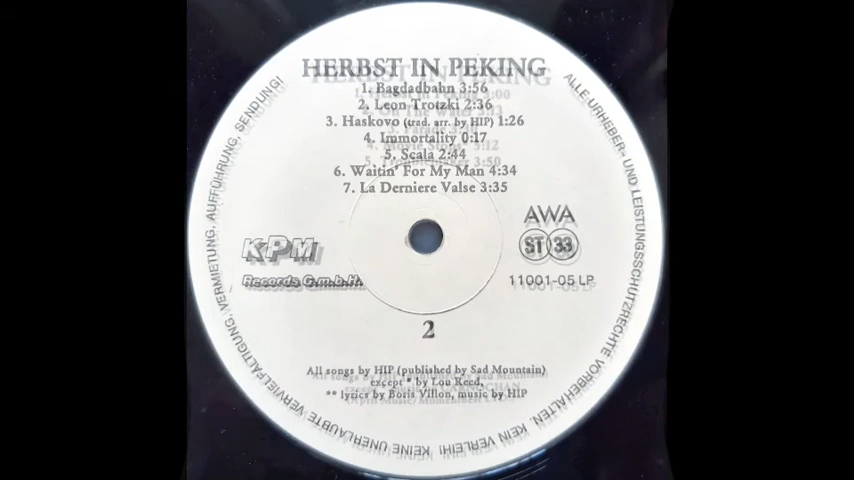 HERBST IN PEKING
1. Bagdadbahn 3:56
2. Leon Trotzki 2:36
3. Haskovo (trad. arr. by HIP) 1:26
4. Immortality 0:17
5. Scala 2:44
6. Waitin' For My Man 4:34
7. La Derniere Valse 3:35
KPM
Records G.m.b.H.
AWA
ST 33
11001-05 LP
2
All songs by HIP (published by Sad Mountain)
except * by Lou Reed,
** lyrics by Boris Villon, music by HIP
ALLE URHEBER- UND LEISTUNGSSCHUTZRECHTE VORBEHALTEN. KEIN VERLEIH! KEINE UNERLAUBTE VERVIELFÄLTIGUNG, VERMIETUNG, AUFFÜHRUNG, SENDUNG!